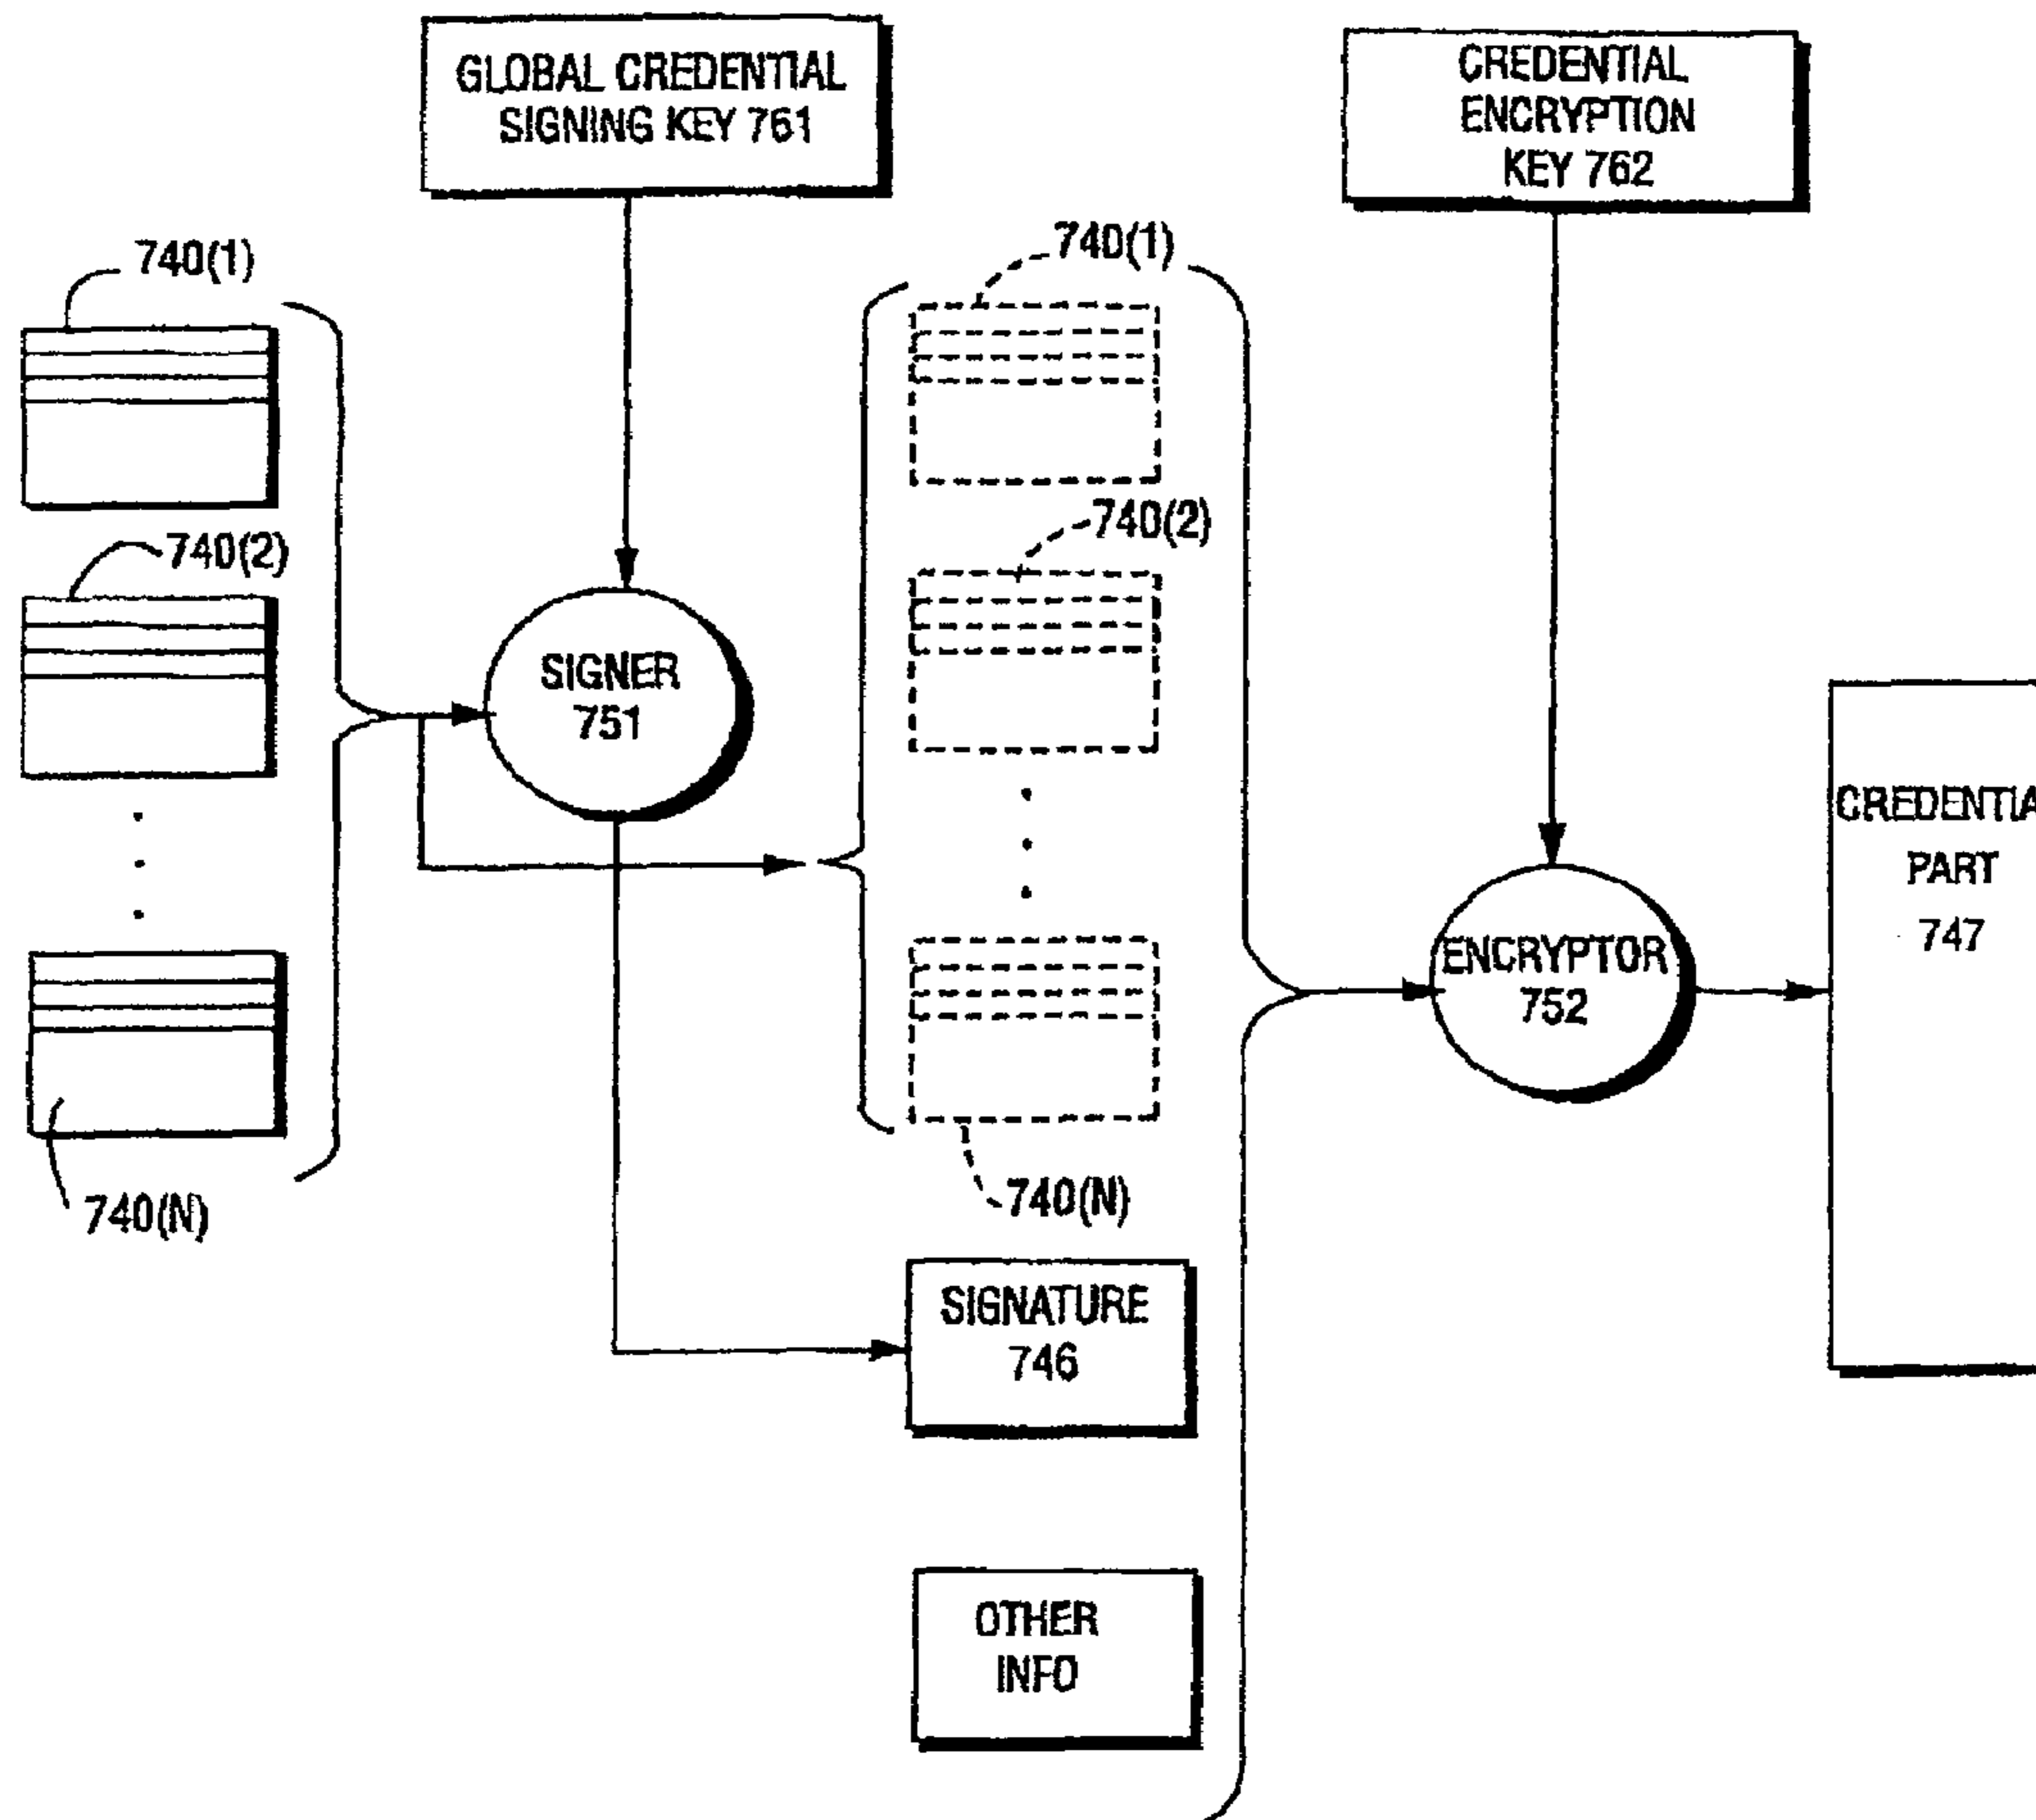 GLOBAL CREDENTIAL
SIGNING KEY 761
CREDENTIAL
ENCRYPTION
KEY 762
740(1)
740(1)
740(2)
740(2)
SIGNER
751
740(N)
740(N)
ENCRYPTOR
752
CREDENTIA
PART
747
SIGNATURE
746
OTHER
INFO